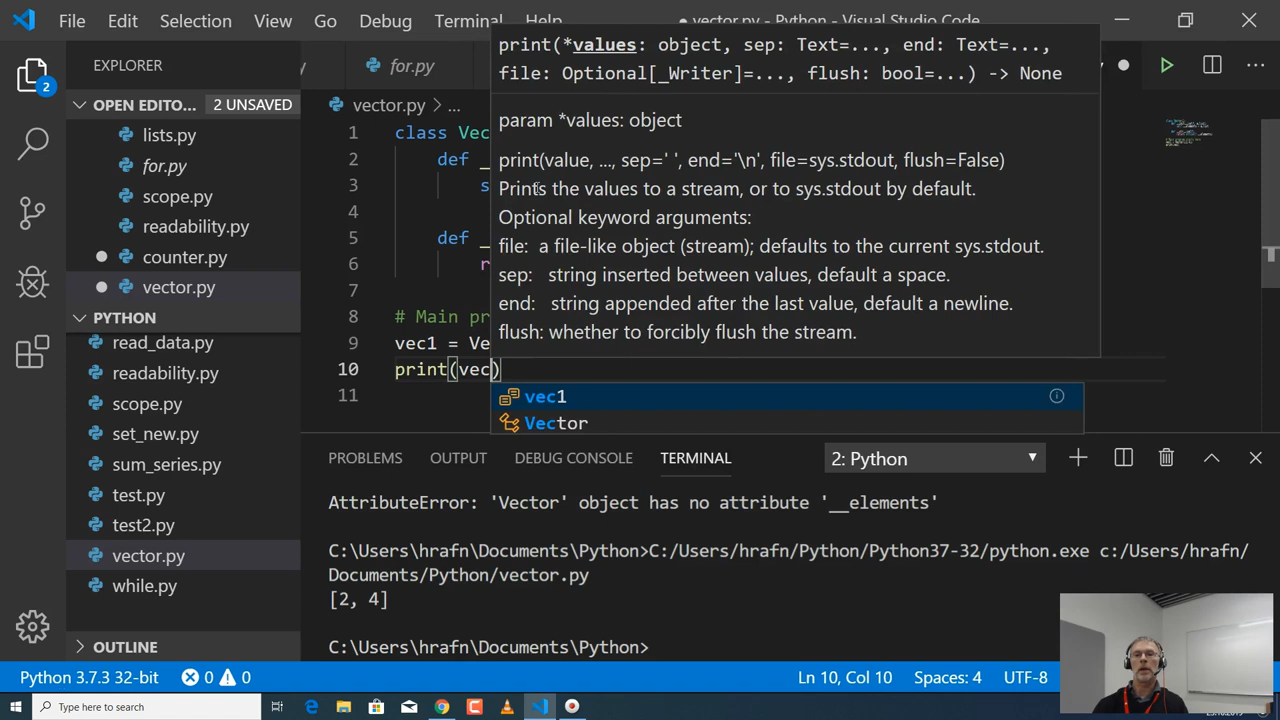 File Edit Selection View Go Debug Terminal Help ● vector.py - Python - Visual Studio Code
print(*values: object, sep: Text=..., end: Text=...,
file: Optional[_Writer]=..., flush: bool=...) -> None
param *values: object
print(value, ..., sep=' ', end='\n', file=sys.stdout, flush=False)
Prints the values to a stream, or to sys.stdout by default.
Optional keyword arguments:
file: a file-like object (stream); defaults to the current sys.stdout.
sep: string inserted between values, default a space.
end: string appended after the last value, default a newline.
flush: whether to forcibly flush the stream.
EXPLORER
2
OPEN EDITO... 2 UNSAVED
lists.py
for.py
scope.py
readability.py
counter.py
vector.py
PYTHON
read_data.py
readability.py
scope.py
set_new.py
sum_series.py
test.py
test2.py
vector.py
while.py
OUTLINE
for.py
vector.py > ...
1 class Vec
2 def _
3 s
4
5 def _
6 r
7
8 # Main pr
9 vec1 = Ve
10 print(vec)
11
vec1
Vector
PROBLEMS OUTPUT DEBUG CONSOLE TERMINAL 2: Python
AttributeError: 'Vector' object has no attribute '__elements'
C:\Users\hrafn\Documents\Python>C:/Users/hrafn/Python/Python37-32/python.exe c:/Users/hrafn/
Documents/Python/vector.py
[2, 4]
C:\Users\hrafn\Documents\Python>
Python 3.7.3 32-bit 0 0 Ln 10, Col 10 Spaces: 4 UTF-8
Type here to search